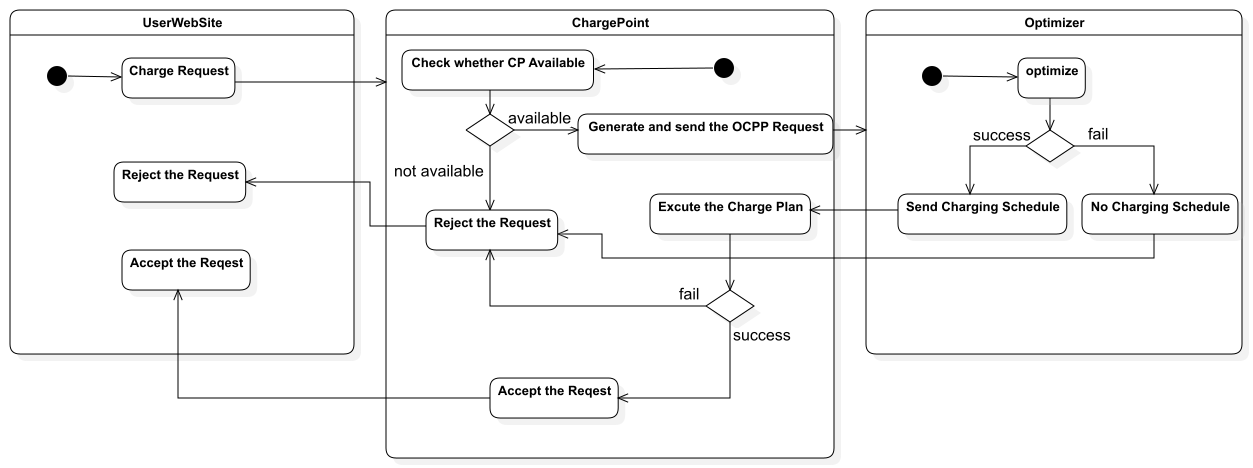 UserWebSite
ChargePoint
Optimizer
Charge Request
Check whether CP Available
optimize
available
Generate and send the OCPP Request
success
fail
not available
Reject the Request
Reject the Request
Excute the Charge Plan
Send Charging Schedule
No Charging Schedule
Accept the Reqest
fail
success
Accept the Reqest